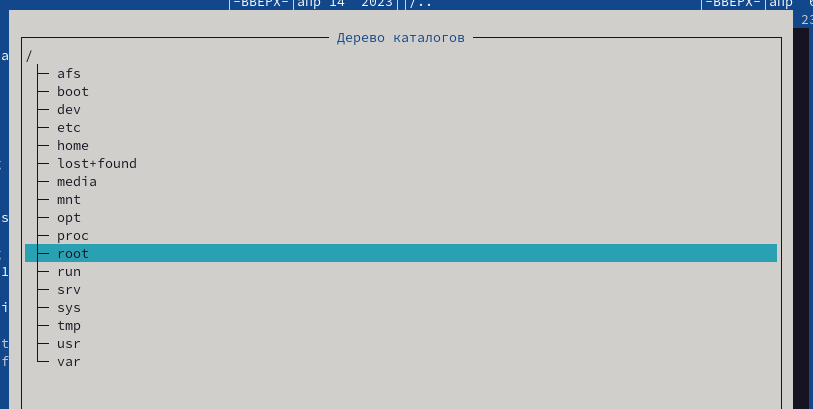 -ВВЕРХ- апр 14 2023 /.. -ВВЕРХ- апр
23
Дерево каталогов
/
a
afs
boot
dev
etc
home
lost+found
media
mnt
s opt
proc
root
l run
srv
i sys
tmp
t usr
f var